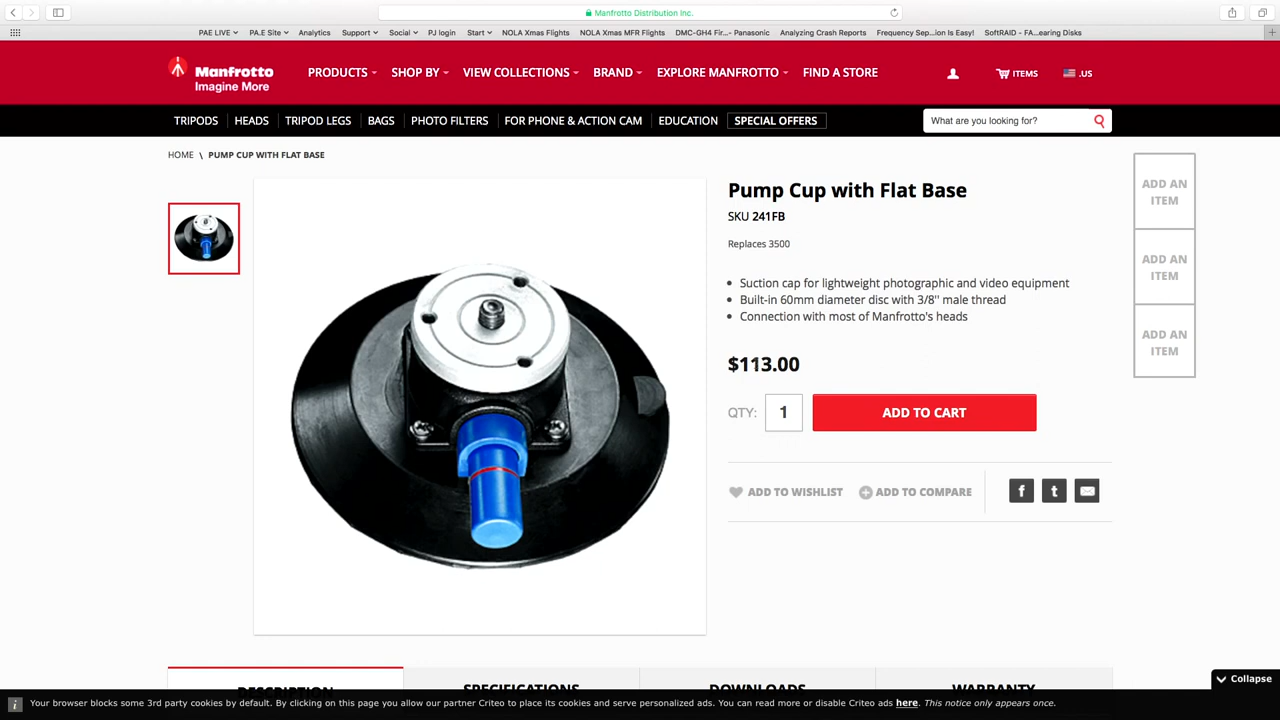 Manfrotto Distribution Inc.
PAE LIVE PA.E Site Analytics Support Social PJ login Start NOLA Xmas Flights NOLA Xmas MFR Flights DMC-GH4 Fir...- Panasonic Analyzing Crash Reports Frequency Sep...ion Is Easy! SoftRAID - FA...earing Disks
Manfrotto
Imagine More
PRODUCTS SHOP BY VIEW COLLECTIONS BRAND EXPLORE MANFROTTO FIND A STORE ITEMS .US
TRIPODS HEADS TRIPOD LEGS BAGS PHOTO FILTERS FOR PHONE & ACTION CAM EDUCATION SPECIAL OFFERS What are you looking for?
HOME \ PUMP CUP WITH FLAT BASE
Pump Cup with Flat Base
SKU 241FB
Replaces 3500
• Suction cap for lightweight photographic and video equipment
• Built-in 60mm diameter disc with 3/8'' male thread
• Connection with most of Manfrotto's heads
$113.00
QTY: 1 ADD TO CART
ADD TO WISHLIST ADD TO COMPARE f t
ADD AN
ITEM
ADD AN
ITEM
ADD AN
ITEM
DESCRIPTION SPECIFICATIONS DOWNLOADS WARRANTY
Collapse
Your browser blocks some 3rd party cookies by default. By clicking on this page you allow our partner Criteo to place its cookies and serve personalized ads. You can read more or disable Criteo ads here. This notice only appears once.